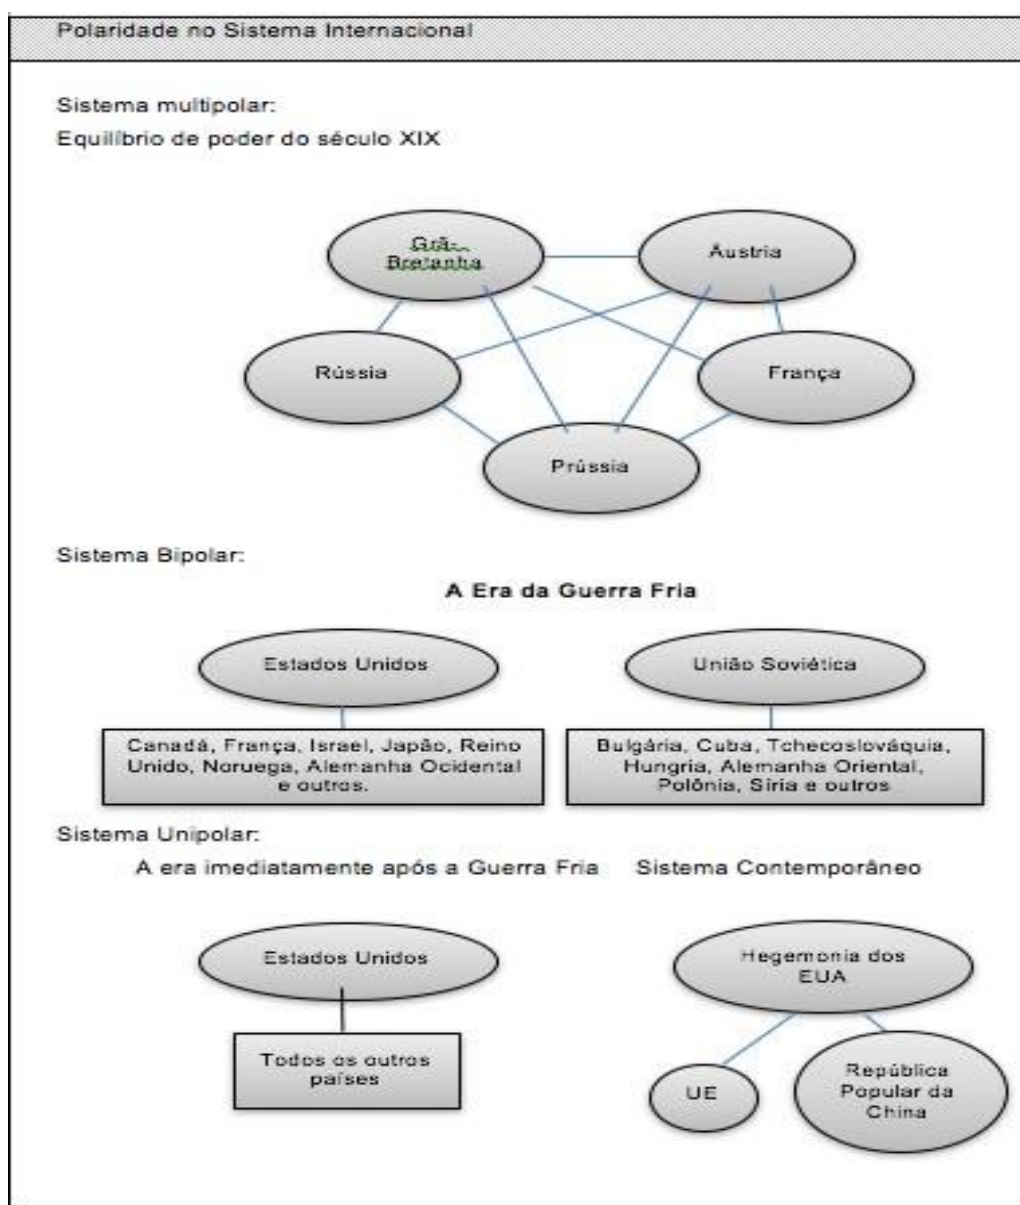 Polaridade no Sistema Internacional
Sistema multipolar:
Equilíbrio de poder do século XIX
Grã-
Bretanha
Áustria
Rússia
França
Prússia
Sistema Bipolar:
A Era da Guerra Fria
Estados Unidos
União Soviética
Canadá, França, Israel, Japão, Reino
Unido, Noruega, Alemanha Ocidental
e outros.
Bulgária, Cuba, Tchecoslováquia,
Hungria, Alemanha Oriental,
Polônia, Síria e outros
Sistema Unipolar:
A era imediatamente após a Guerra Fria
Sistema Contemporâneo
Estados Unidos
Todos os outros
países
Hegemonia dos
EUA
UE
República
Popular da
China